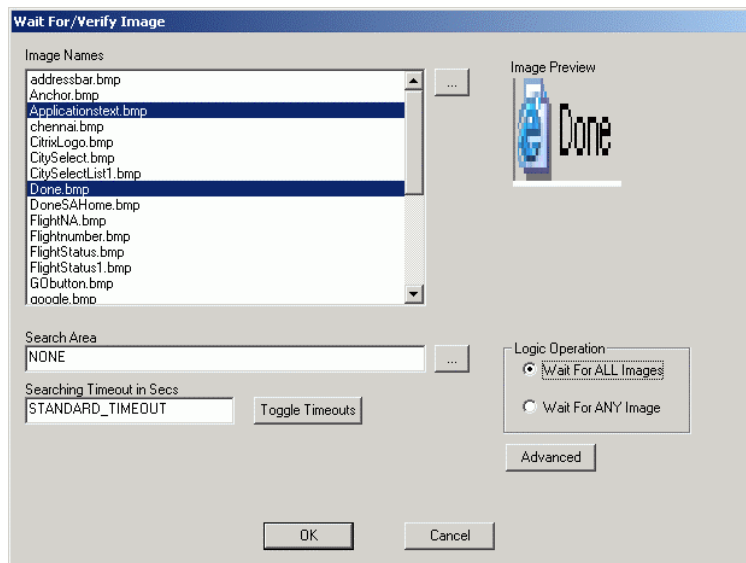 Wait For/Verify Image
Image Names
addressbar.bmp
Anchor.bmp
Applicationstext.bmp
chennai.bmp
CitrixLogo.bmp
CitySelect.bmp
CitySelectList1.bmp
Done.bmp
DoneSAHome.bmp
FlightNA.bmp
Flightnumber.bmp
FlightStatus.bmp
FlightStatus1.bmp
GObutton.bmp
google.bmp
...
Image Preview
Done
Search Area
NONE
...
Searching Timeout in Secs
STANDARD_TIMEOUT
Toggle Timeouts
Logic Operation
Wait For ALL Images
Wait For ANY Image
Advanced
OK
Cancel